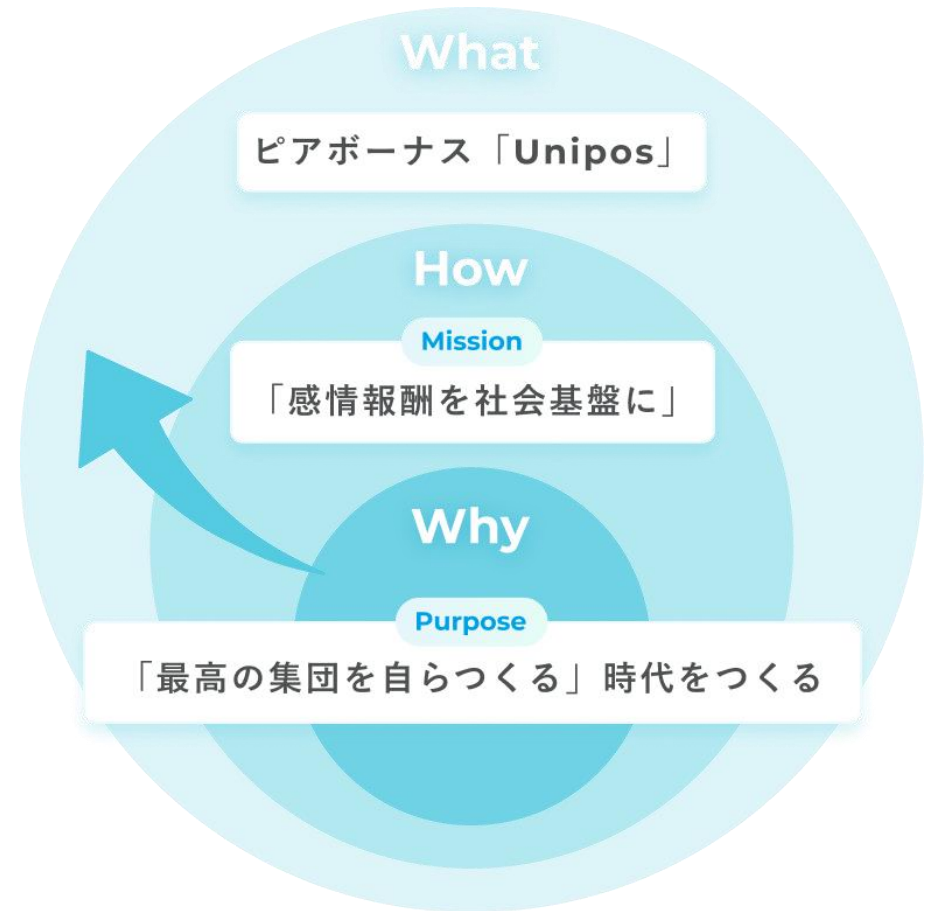 What
ピアボーナス「Unipos」
How
Mission
「感情報酬を社会基盤に」
Why
Purpose
「最高の集団を自らつくる」時代をつくる